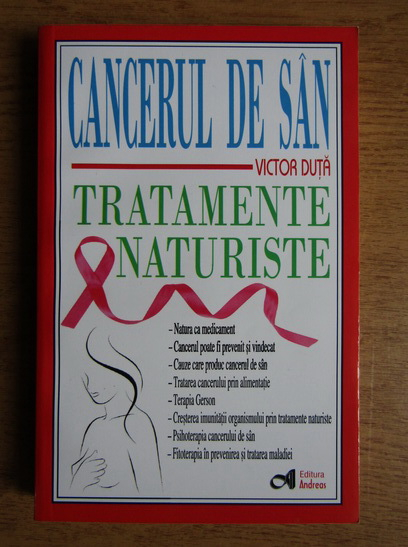 CANCERUL DE SÂN
VICTOR DUȚĂ
TRATAMENTE
NATURISTE
– Natura ca medicament
– Cancerul poate fi prevenit și vindecat
– Cauze care produc cancerul de sân
– Tratarea cancerului prin alimentație
– Terapia Gerson
– Creșterea imunității organismului prin tratamente naturiste
– Psihoterapia cancerului de sân
– Fitoterapia în prevenirea și tratarea maladiei
Editura
Andreas